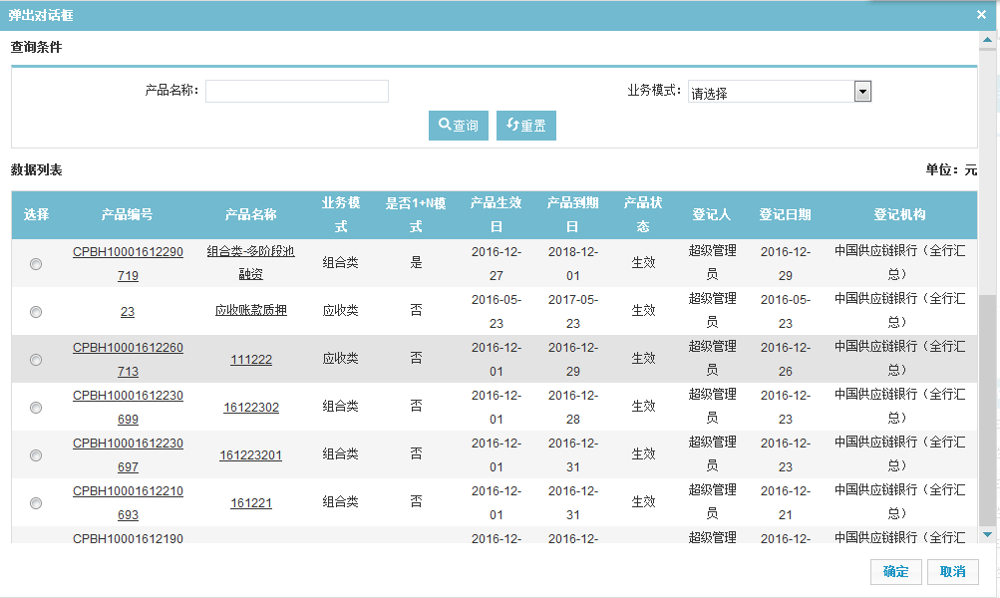 弹出对话框 ×
查询条件
产品名称： 业务模式： 请选择
查询 重置
数据列表 单位：元
选择 产品编号 产品名称 业务模式 是否1+N模式 产品生效日 产品到期日 产品状态 登记人 登记日期 登记机构
CPBH10001612290719 组合类-多阶段池融资 组合类 是 2016-12-27 2018-12-01 生效 超级管理员 2016-12-29 中国供应链银行（全行汇总）
23 应收账款质押 应收类 否 2016-05-23 2017-05-23 生效 超级管理员 2016-05-23 中国供应链银行（全行汇总）
CPBH10001612260713 111222 应收类 否 2016-12-01 2016-12-29 生效 超级管理员 2016-12-26 中国供应链银行（全行汇总）
CPBH10001612230699 16122302 组合类 否 2016-12-01 2016-12-28 生效 超级管理员 2016-12-23 中国供应链银行（全行汇总）
CPBH10001612230697 161223201 组合类 否 2016-12-01 2016-12-31 生效 超级管理员 2016-12-23 中国供应链银行（全行汇总）
CPBH10001612210693 161221 组合类 否 2016-12-01 2016-12-31 生效 超级管理员 2016-12-21 中国供应链银行（全行汇总）
CPBH10001612190 2016-12- 2016-12- 超级管理 2016-12- 中国供应链银行（全行汇
确定 取消